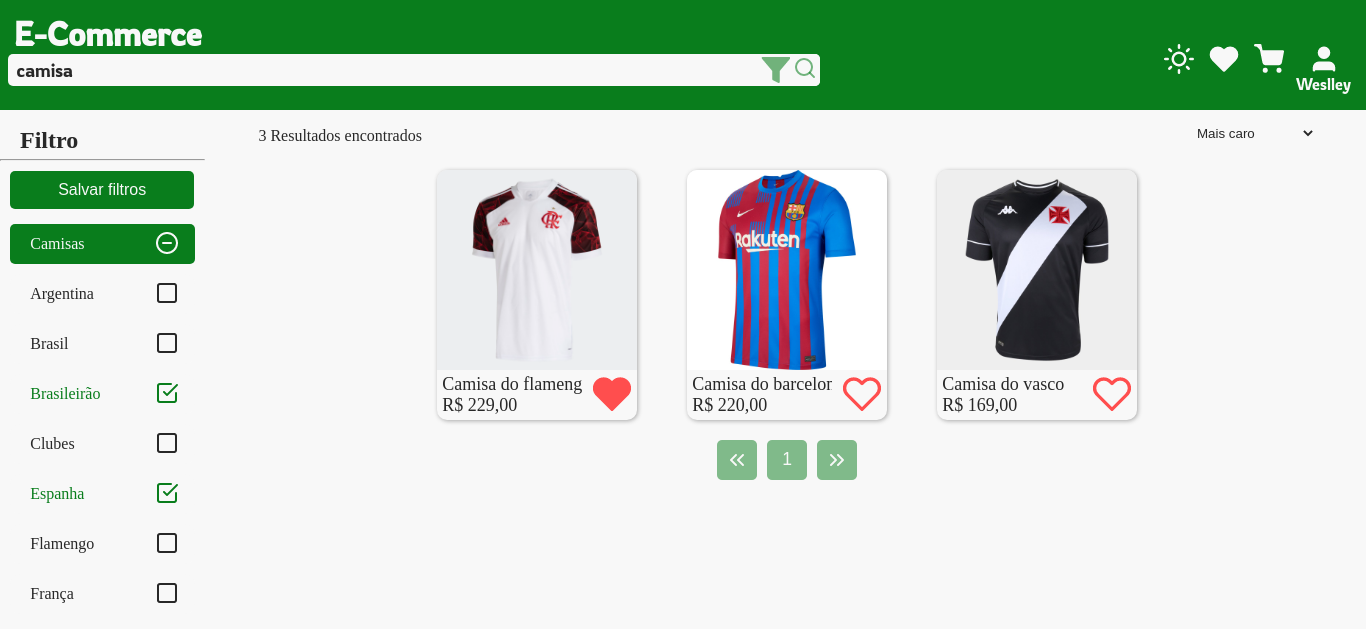 E-Commerce
camisa
Weslley
Filtro
3 Resultados encontrados
Mais caro
Salvar filtros
Camisas
Argentina
Brasil
Brasileirão
Clubes
Espanha
Flamengo
França
Rakuten
Camisa do flameng
R$ 229,00
Camisa do barcelor
R$ 220,00
Camisa do vasco
R$ 169,00
1